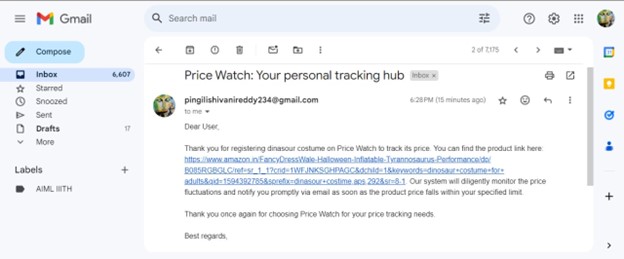 Gmail
Search mail
Compose
2 of 7,175
Inbox 6,607
Starred
Snoozed
Sent
Drafts 17
More
Labels
AIML IIITH
Price Watch: Your personal tracking hub Inbox ×
pingilishivanireddy234@gmail.com 6:28 PM (15 minutes ago)
to me
Dear User,
Thank you for registering dinasour costume on Price Watch to track its price. You can find the product link here:
https://www.amazon.in/FancyDressWale-Halloween-Inflatable-Tyrannosaurus-Performance/dp/
B085RGBGLC/ref=sr_1_1?crid=1WFJNKSGHPAGC&dchild=1&keywords=dinosaur+costume+for+
adults&qid=1594392785&sprefix=dinasour+costime,aps,292&sr=8-1. Our system will diligently monitor the price
fluctuations and notify you promptly via email as soon as the product price falls within your specified limit.
Thank you once again for choosing Price Watch for your price tracking needs.
Best regards,